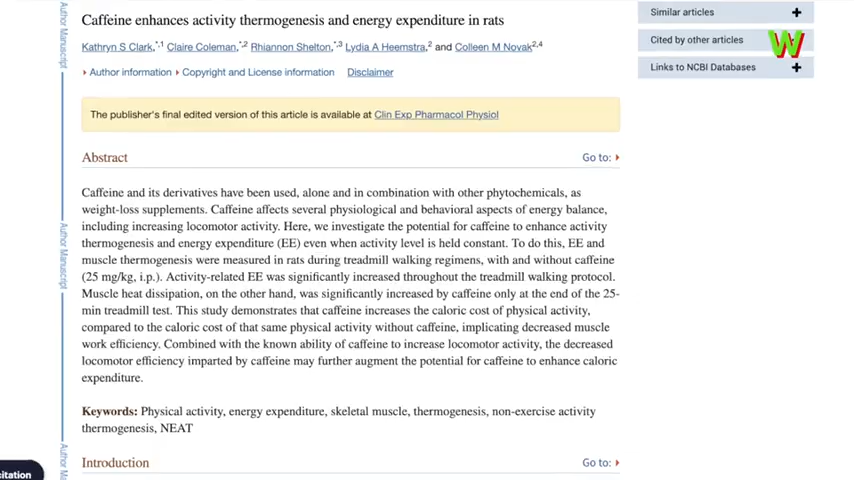 Caffeine enhances activity thermogenesis and energy expenditure in rats
Kathryn S Clark,*,1 Claire Coleman,*,2 Rhiannon Shelton,*,3 Lydia A Heemstra,2 and Colleen M Novak2,4
Author information Copyright and License information Disclaimer
The publisher's final edited version of this article is available at Clin Exp Pharmacol Physiol
Abstract
Go to:
Caffeine and its derivatives have been used, alone and in combination with other phytochemicals, as
weight-loss supplements. Caffeine affects several physiological and behavioral aspects of energy balance,
including increasing locomotor activity. Here, we investigate the potential for caffeine to enhance activity
thermogenesis and energy expenditure (EE) even when activity level is held constant. To do this, EE and
muscle thermogenesis were measured in rats during treadmill walking regimens, with and without caffeine
(25 mg/kg, i.p.). Activity-related EE was significantly increased throughout the treadmill walking protocol.
Muscle heat dissipation, on the other hand, was significantly increased by caffeine only at the end of the 25-
min treadmill test. This study demonstrates that caffeine increases the caloric cost of physical activity,
compared to the caloric cost of that same physical activity without caffeine, implicating decreased muscle
work efficiency. Combined with the known ability of caffeine to increase locomotor activity, the decreased
locomotor efficiency imparted by caffeine may further augment the potential for caffeine to enhance caloric
expenditure.
Keywords: Physical activity, energy expenditure, skeletal muscle, thermogenesis, non-exercise activity
thermogenesis, NEAT
Introduction
Go to:
Similar articles +
Cited by other articles
W
Links to NCBI Databases +
Author Manuscript
Author Manuscript
Author Manuscript
citation